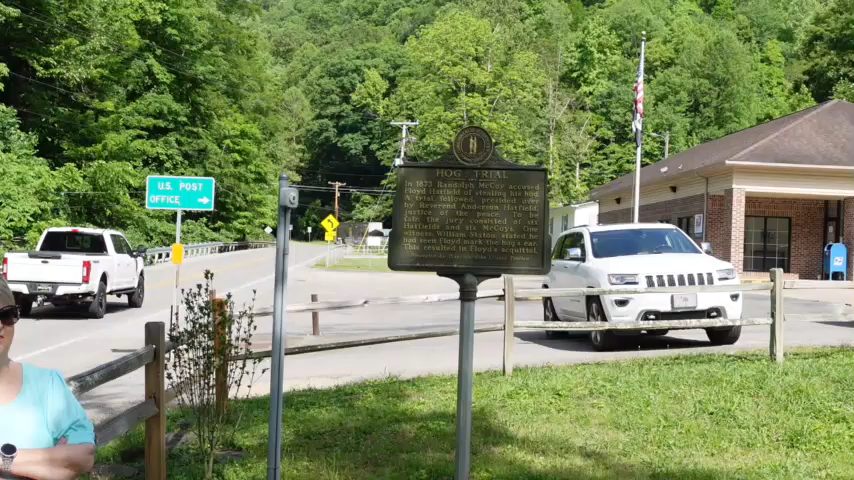 U.S. POST
OFFICE
HOG TRIAL
In 1873 Randolph McCoy accused
Floyd Hatfield of stealing his hog.
A trial followed, presided over
by Reverend Anderson Hatfield,
justice of the peace. To be
fair, the jury consisted of six
Hatfields and six McCoys. One
witness, William Staton, stated he
had seen Floyd mark the hog's ear.
This resulted in Floyd's acquittal.